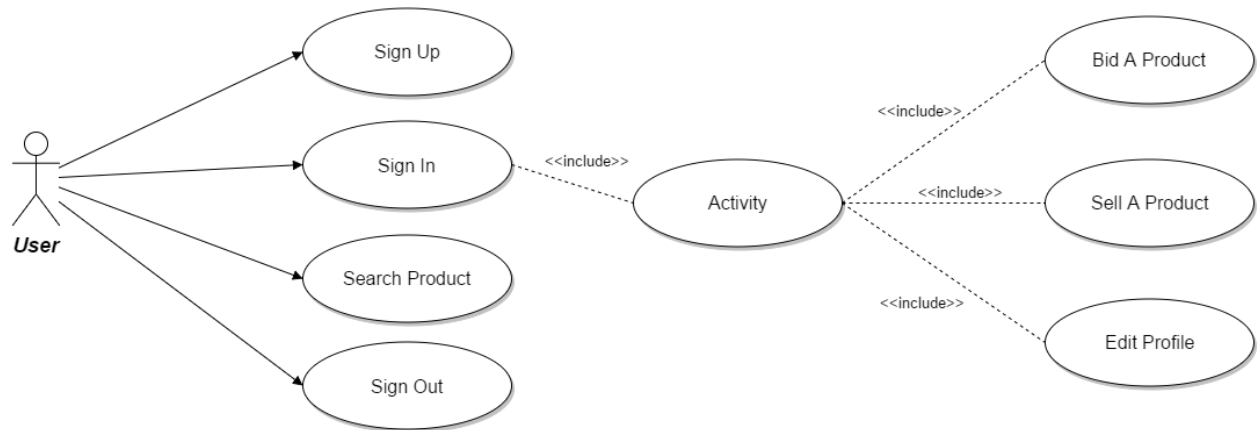 Sign Up
Bid A Product
<<include>>
Sign In
<<include>>
Activity
<<include>>
Sell A Product
User
Search Product
<<include>>
Edit Profile
Sign Out